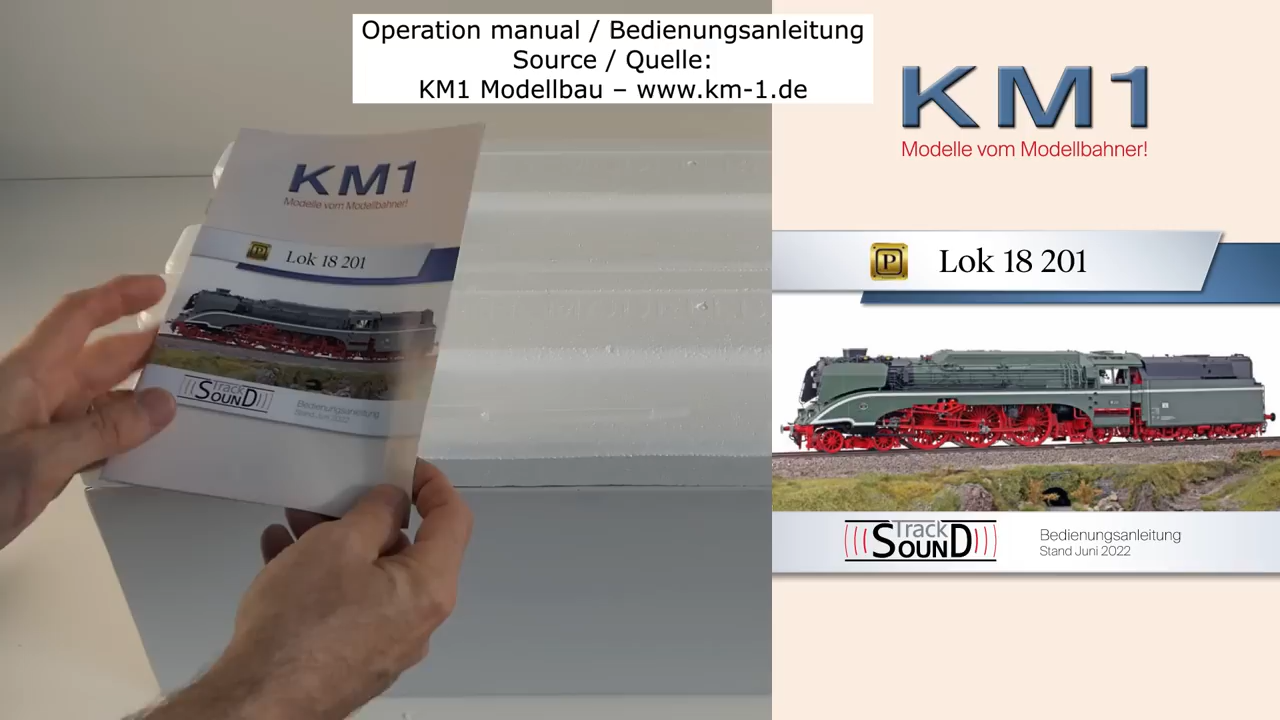 Operation manual / Bedienungsanleitung
Source / Quelle:
KM1 Modellbau – www.km-1.de
KM1
Modelle vom Modellbahner!
P
Lok 18 201
Track
SOUND
Bedienungsanleitung
Stand Juni 2022
KM1
Modelle vom Modellbahner!
P
Lok 18 201
Track
SOUND
Bedienungsanleitung
Stand Juni 2022